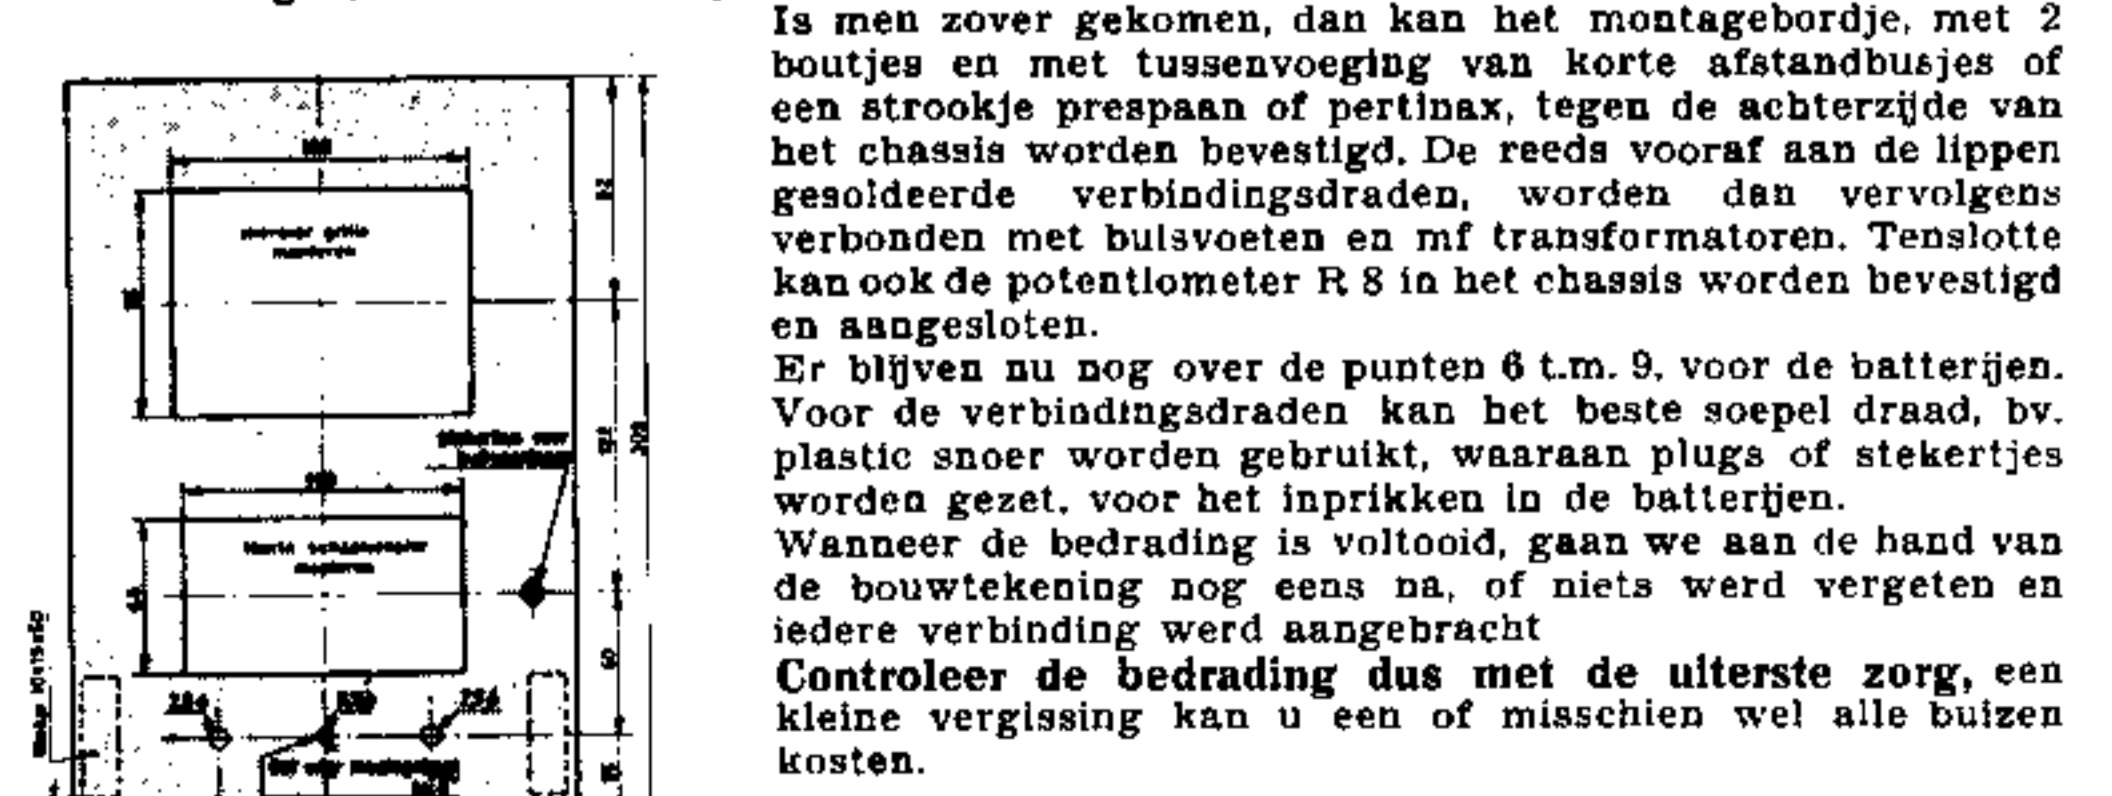 Is men zover gekomen, dan kan het montagebordje, met 2
boutjes en met tussenvoeging van korte afstandbusjes of
een strookje prespaan of pertinax, tegen de achterzijde van
het chassis worden bevestigd. De reeds vooraf aan de lippen
gesoldeerde verbindingsdraden, worden dan vervolgens
verbonden met buisvoeten en mf transformatoren. Tenslotte
kan ook de potentiometer R 8 in het chassis worden bevestigd
en aangesloten.
Er blijven nu nog over de punten 6 t.m. 9, voor de batterijen.
Voor de verbindingsdraden kan het beste soepel draad, bv.
plastic snoer worden gebruikt, waaraan plugs of stekertjes
worden gezet, voor het inprikken in de batterijen.
Wanneer de bedrading is voltooid, gaan we aan de hand van
de bouwtekening nog eens na, of niets werd vergeten en
iedere verbinding werd aangebracht
Controleer de bedrading dus met de uiterste zorg, een
kleine vergissing kan u een of misschien wel alle buizen
kosten.